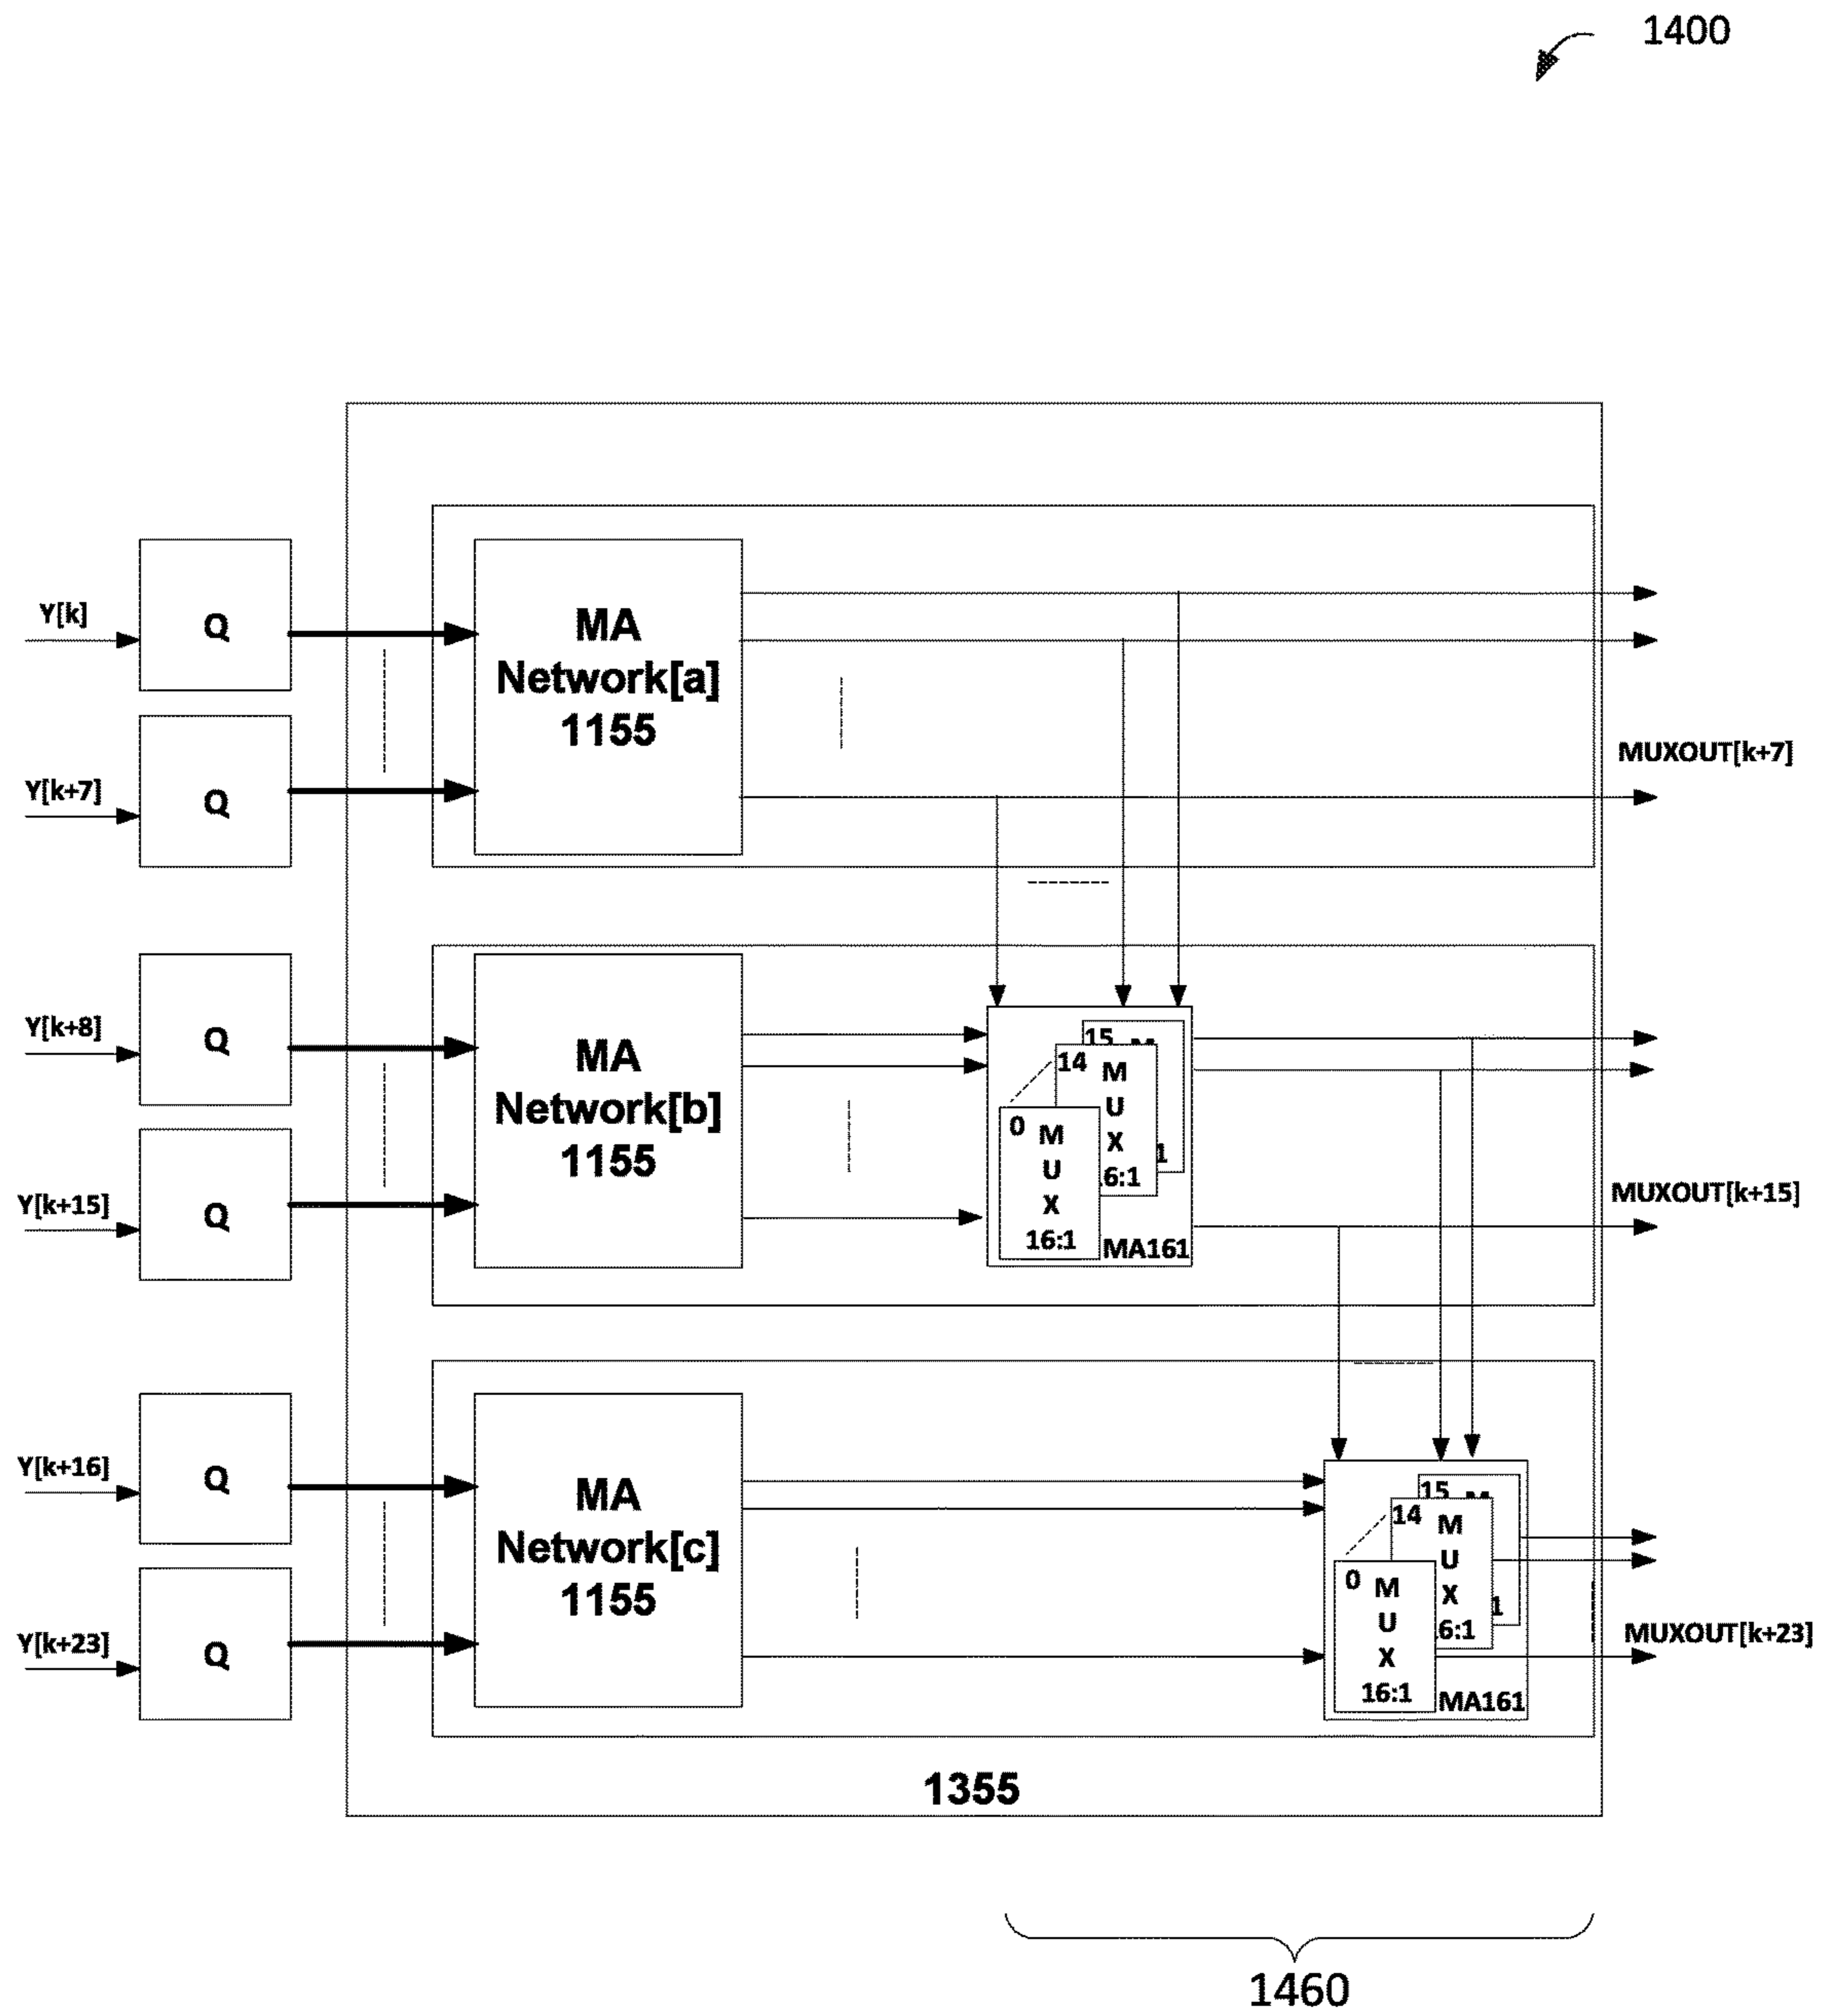 1400
Y[k]
Q
MA
Network[a]
1155
Y[k+7]
Q
MUXOUT[k+7]
Y[k+8]
Q
MA
Network[b]
1155
15
14
M
U
X
6:1
1
0
M
U
X
16:1
MA161
Y[k+15]
Q
MUXOUT[k+15]
Y[k+16]
Q
MA
Network[c]
1155
15
14
M
U
X
6:1
1
0
M
U
X
16:1
MA161
Y[k+23]
Q
MUXOUT[k+23]
1355
1460